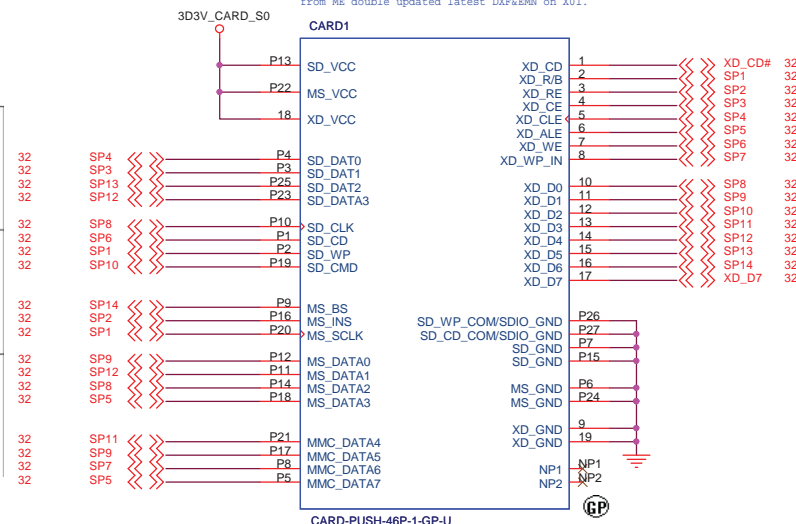 from ME double updated latest DXF&EMN on X01.
3D3V_CARD_S0
CARD1
P13 SD_VCC
P22 MS_VCC
18 XD_VCC
32 SP4 P4 SD_DAT0
32 SP3 P3 SD_DAT1
32 SP13 P25 SD_DAT2
32 SP12 P23 SD_DATA3
32 SP8 P10 SD_CLK
32 SP6 P1 SD_CD
32 SP1 P2 SD_WP
32 SP10 P19 SD_CMD
32 SP14 P9 MS_BS
32 SP2 P16 MS_INS
32 SP1 P20 MS_SCLK
32 SP9 P12 MS_DATA0
32 SP12 P11 MS_DATA1
32 SP8 P14 MS_DATA2
32 SP5 P18 MS_DATA3
32 SP11 P21 MMC_DATA4
32 SP9 P17 MMC_DATA5
32 SP7 P8 MMC_DATA6
32 SP5 P5 MMC_DATA7
XD_CD 1 XD_CD# 32
XD_R/B 2 SP1 32
XD_RE 3 SP2 32
XD_CE 4 SP3 32
XD_CLE 5 SP4 32
XD_ALE 6 SP5 32
XD_WE 7 SP6 32
XD_WP_IN 8 SP7 32
XD_D0 10 SP8 32
XD_D1 11 SP9 32
XD_D2 12 SP10 32
XD_D3 13 SP11 32
XD_D4 14 SP12 32
XD_D5 15 SP13 32
XD_D6 16 SP14 32
XD_D7 17 XD_D7 32
SD_WP_COM/SDIO_GND P26
SD_CD_COM/SDIO_GND P27
SD_GND P7
SD_GND P15
MS_GND P6
MS_GND P24
XD_GND 9
XD_GND 19
NP1 NP1
NP2 NP2
GP
CARD-PUSH-46P-1-GP-U